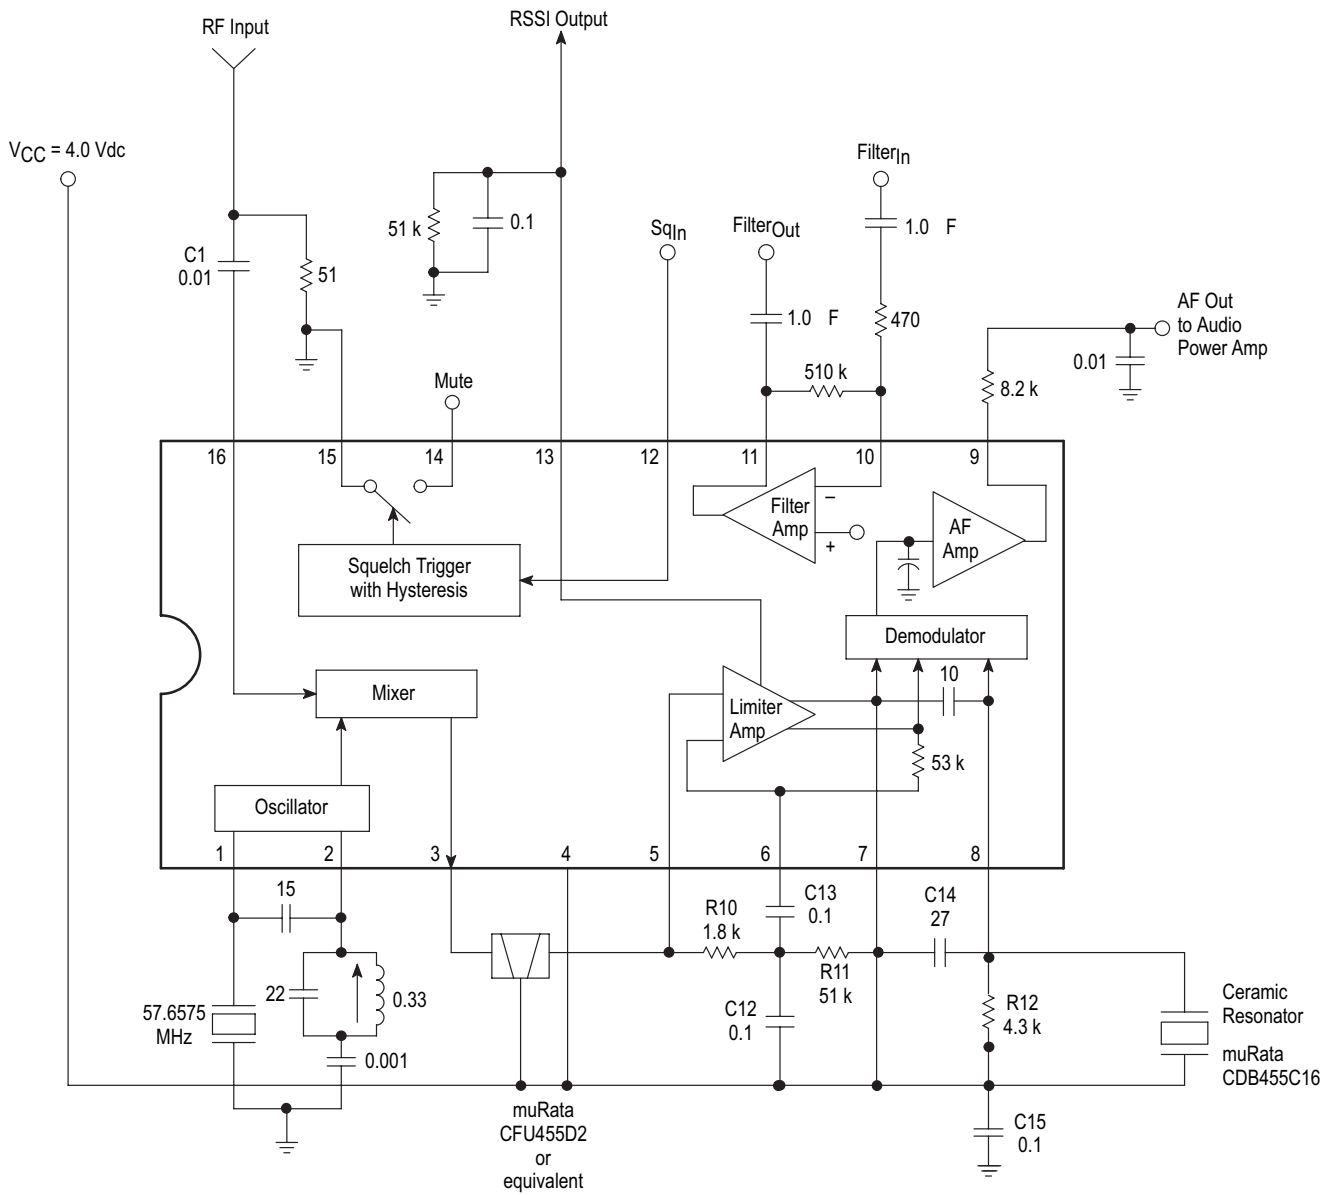 RF Input
RSSI Output
VCC = 4.0 Vdc
FilterIn
51 k
0.1
1.0 F
SqIn
FilterOut
C1
0.01
51
1.0 F
470
AF Out
to Audio
Power Amp
0.01
510 k
8.2 k
Mute
16
15
14
13
12
11
10
9
Filter
Amp
–
+
AF
Amp
Squelch Trigger
with Hysteresis
Demodulator
10
Mixer
Limiter
Amp
53 k
Oscillator
1
2
3
4
5
6
7
8
15
C13
0.1
R10
1.8 k
C14
27
R11
51 k
22
0.33
57.6575
MHz
C12
0.1
R12
4.3 k
Ceramic
Resonator
muRata
CDB455C16
0.001
muRata
CFU455D2
or
equivalent
C15
0.1